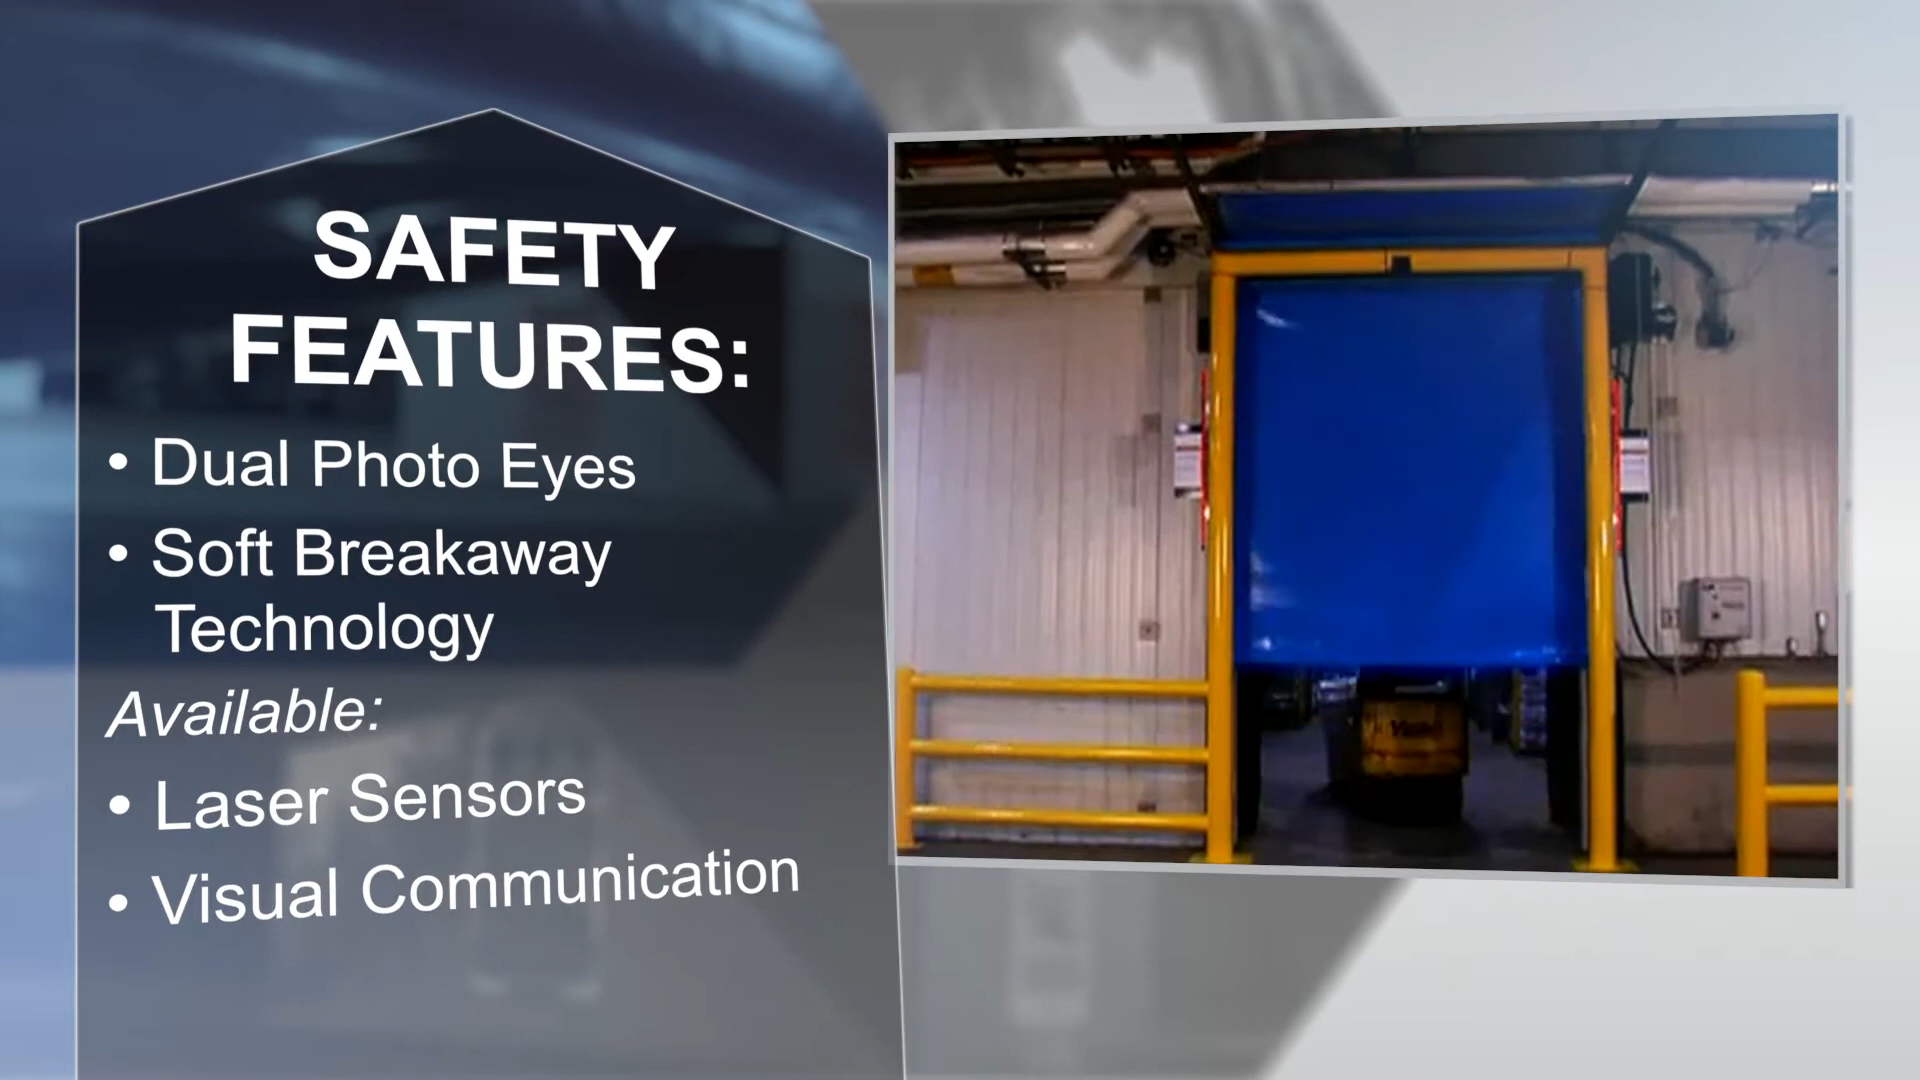 SAFETY
FEATURES:
• Dual Photo Eyes
• Soft Breakaway
Technology
Available:
• Laser Sensors
• Visual Communication